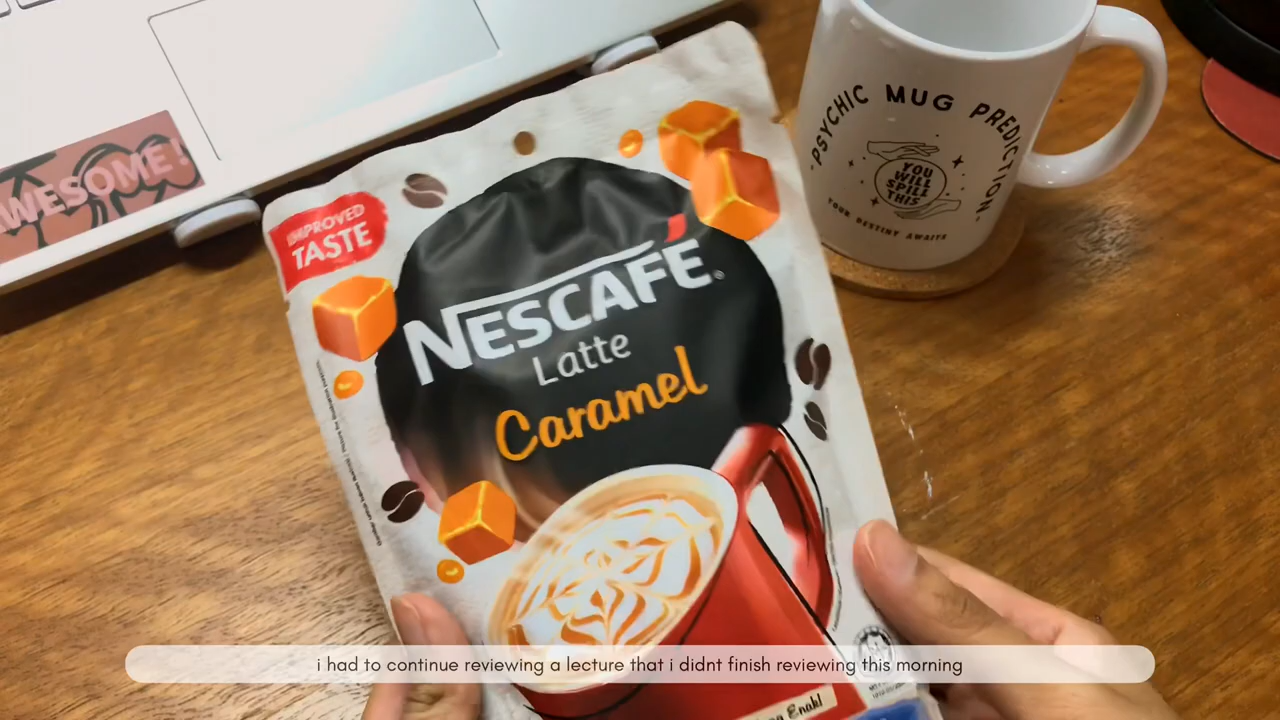 AWESOME!
IMPROVED
TASTE
NESCAFÉ®
Latte
Caramel
PSYCHIC MUG PREDICTION
YOU
WILL
SPILL
THIS
YOUR DESTINY AWAITS
i had to continue reviewing a lecture that i didnt finish reviewing this morning
Enak!